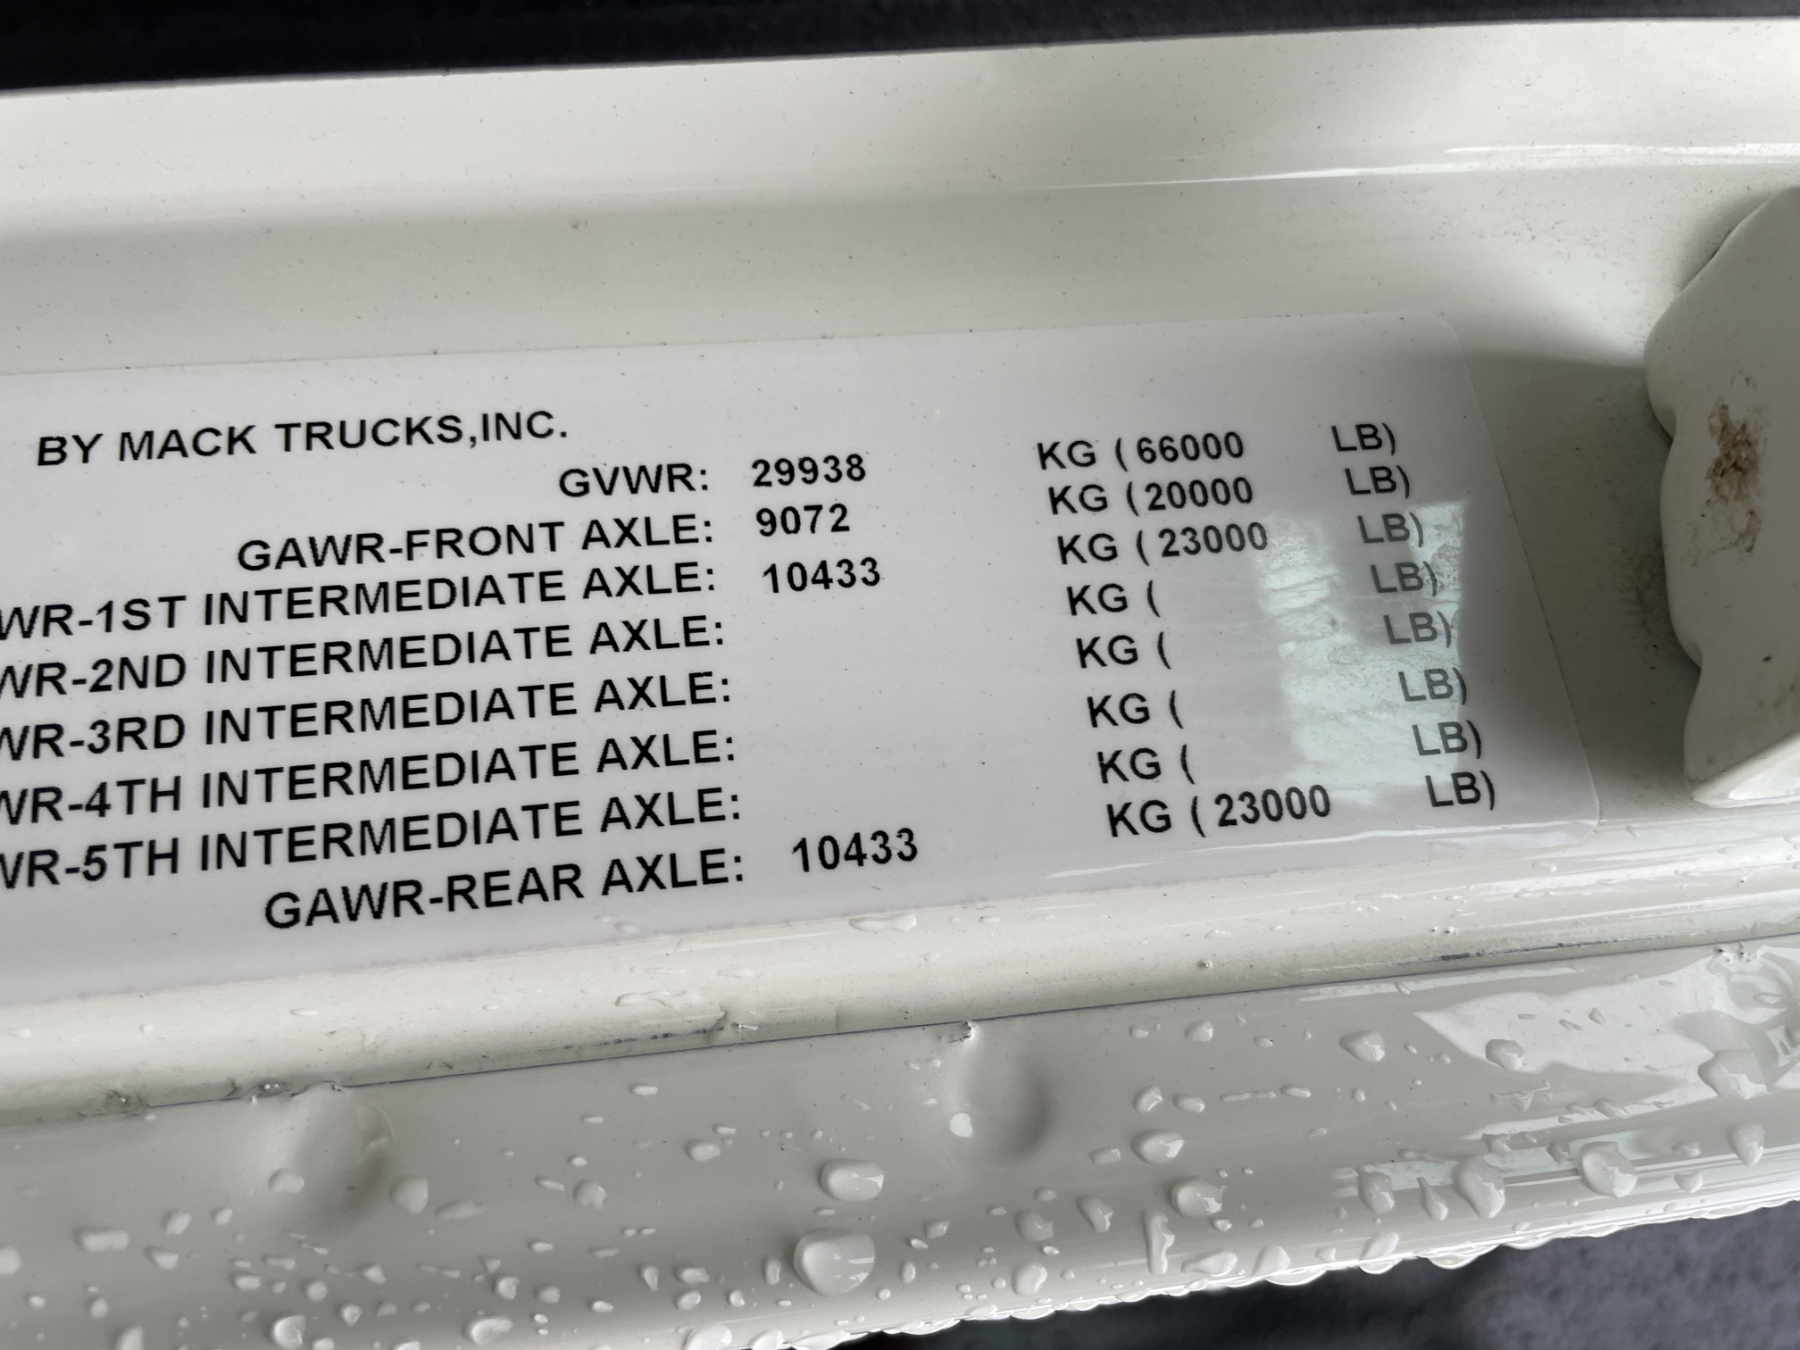 BY MACK TRUCKS,INC.
GVWR: 29938 KG (66000 LB)
GAWR-FRONT AXLE: 9072 KG (20000 LB)
WR-1ST INTERMEDIATE AXLE: 10433 KG (23000 LB)
WR-2ND INTERMEDIATE AXLE: KG ( LB)
WR-3RD INTERMEDIATE AXLE: KG ( LB)
WR-4TH INTERMEDIATE AXLE: KG ( LB)
WR-5TH INTERMEDIATE AXLE: KG ( LB)
GAWR-REAR AXLE: 10433 KG (23000 LB)